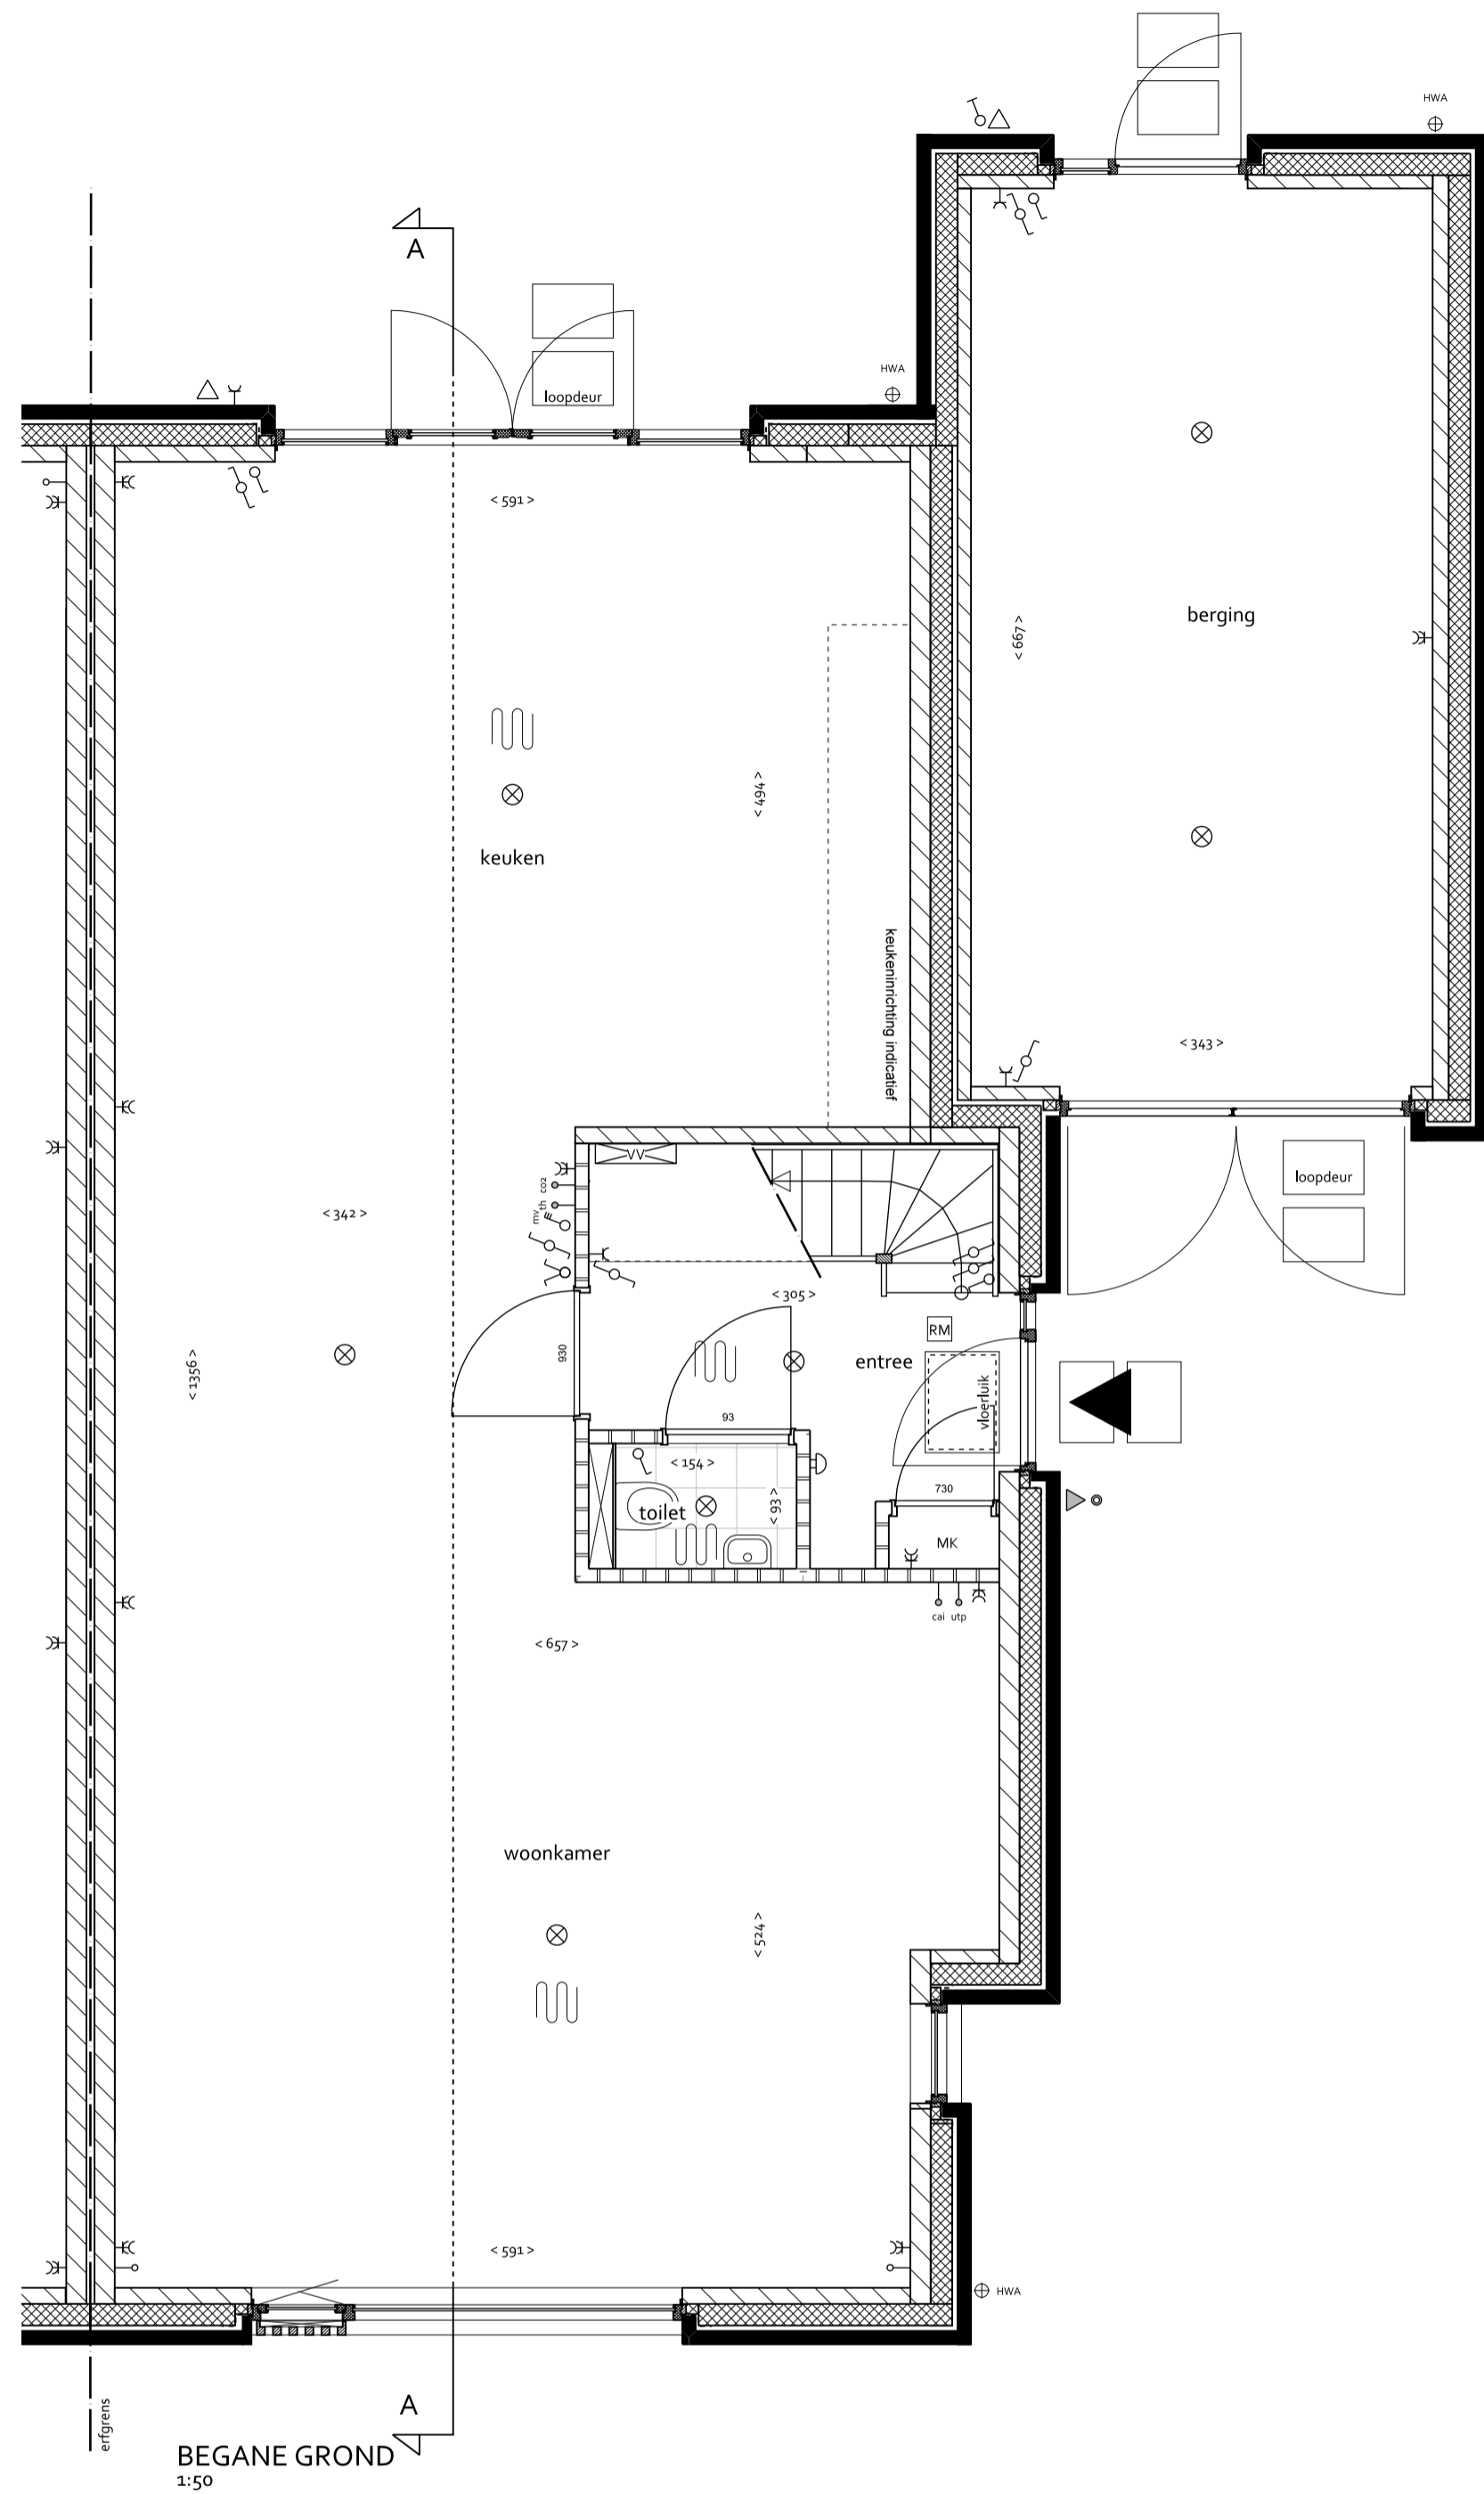 HWA
A
HWA
loopdeur
< 591 >
berging
< 667 >
< 494 >
keuken
keukeninrichting indicatief
< 343 >
VV
co2
th
mv
loopdeur
< 342 >
< 305 >
RM
930
entree
vloerluik
< 1356 >
93
< 154 >
730
toilet
< 93 >
MK
cai utp
< 657 >
woonkamer
< 524 >
< 591 >
HWA
A
erfgrens
BEGANE GROND
1:50